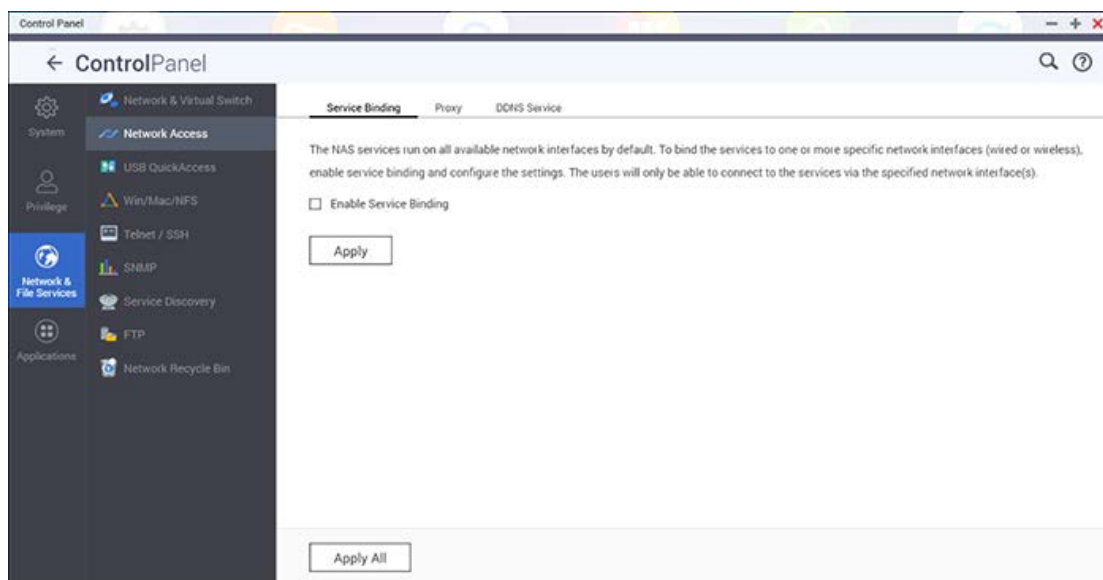 Control Panel
ControlPanel
System
Privilege
Network &
File Services
Applications
Network & Virtual Switch
Network Access
USB QuickAccess
Win/Mac/NFS
Telnet / SSH
SNMP
Service Discovery
FTP
Network Recycle Bin
Service Binding Proxy DDNS Service
The NAS services run on all available network interfaces by default. To bind the services to one or more specific network interfaces (wired or wireless),
enable service binding and configure the settings. The users will only be able to connect to the services via the specified network interface(s).
Enable Service Binding
Apply
Apply All